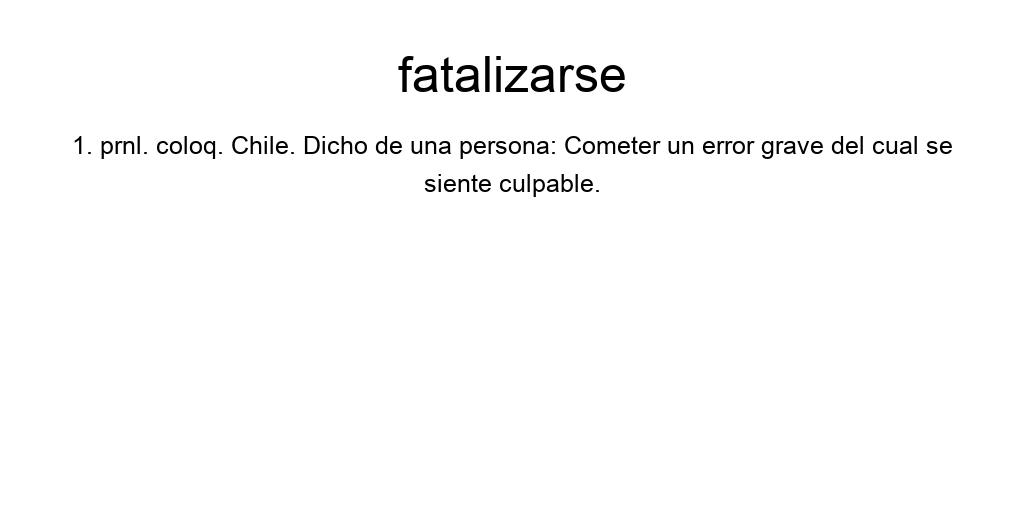 fatalizarse
1. prnl. coloq. Chile. Dicho de una persona: Cometer un error grave del cual se
siente culpable.